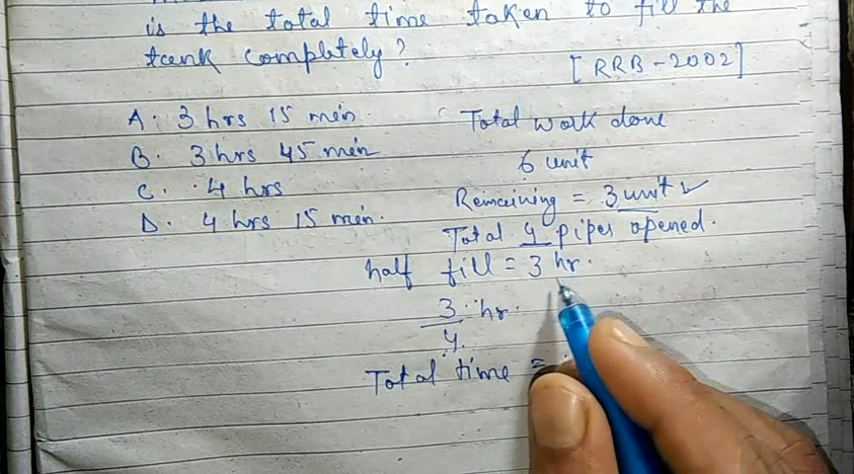 is the total time taken to fill the
tank completely?
[RRB-2002]
A. 3 hrs 15 min.
B. 3 hrs 45 min
C. 4 hrs
D. 4 hrs 15 min.
Total work done
6 unit
Remaining = 3 unit ✓
Total 4 pipes opened.
half fill = 3 hr.
3/4 hr.
Total time =